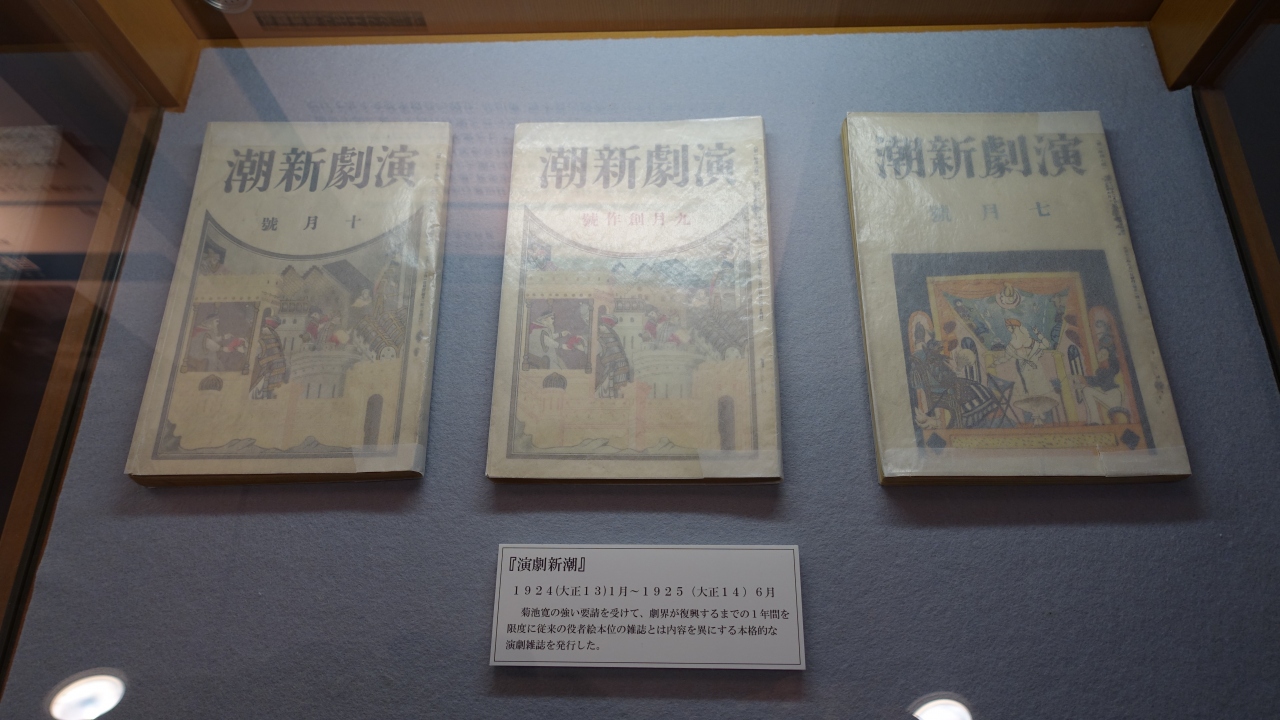 潮新劇演
號月十
潮新劇演
號作創月九
潮新劇演
號月七
『演劇新潮』
1924(大正13)1月～1925（大正14）6月
菊池寛の強い要請を受けて、劇界が復興するまでの1年間を
限度に従来の役者絵本位の雑誌とは内容を異にする本格的な
演劇雑誌を発行した。